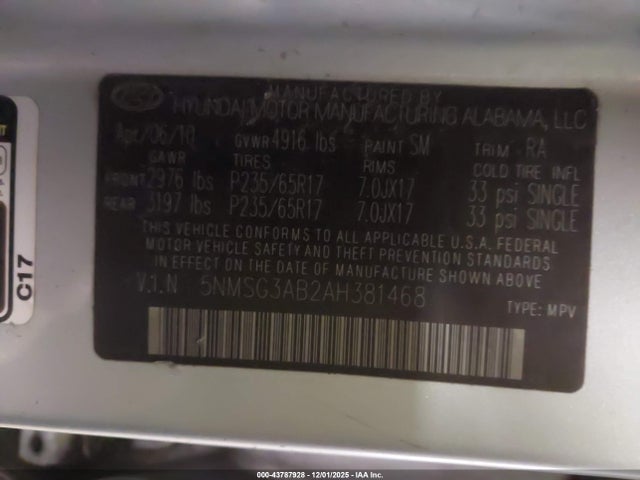 MANUFACTURED BY
HYUNDAI MOTOR MANUFACTURING ALABAMA, LLC
Apr/06/10 GVWR 4916 lbs PAINT SM TRIM RA
GAWR TIRES RIMS COLD TIRE INFL
FRONT 2976 lbs P235/65R17 7.0JX17 33 psi SINGLE
REAR 3197 lbs P235/65R17 7.0JX17 33 psi SINGLE
THIS VEHICLE CONFORMS TO ALL APPLICABLE U.S.A. FEDERAL
MOTOR VEHICLE SAFETY AND THEFT PREVENTION STANDARDS
IN EFFECT ON THE DATE OF MANUFACTURE SHOWN ABOVE
V.I.N 5NMSG3AB2AH381468
TYPE: MPV
C17
000-43787928 - 12/01/2025 - IAA Inc.